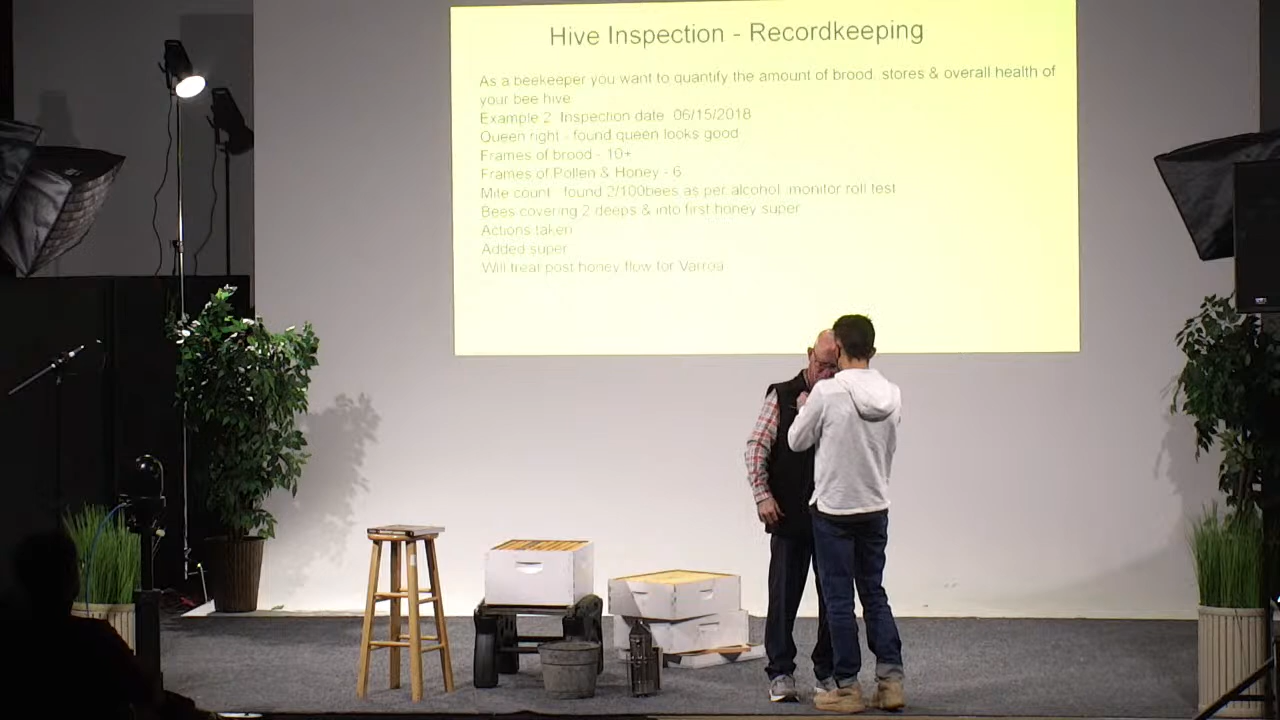 Hive Inspection - Recordkeeping
As a beekeeper you want to quantify the amount of brood, stores & overall health of
your bee hive
Example 2. Inspection date 06/15/2018
Queen right - found queen looks good
Frames of brood - 10+
Frames of Pollen & Honey - 6
Mite count - found 2/100bees as per alcohol monitor roll test
Bees covering 2 deeps & into first honey super
Actions taken
Added super
Will treat post honey flow for Varroa